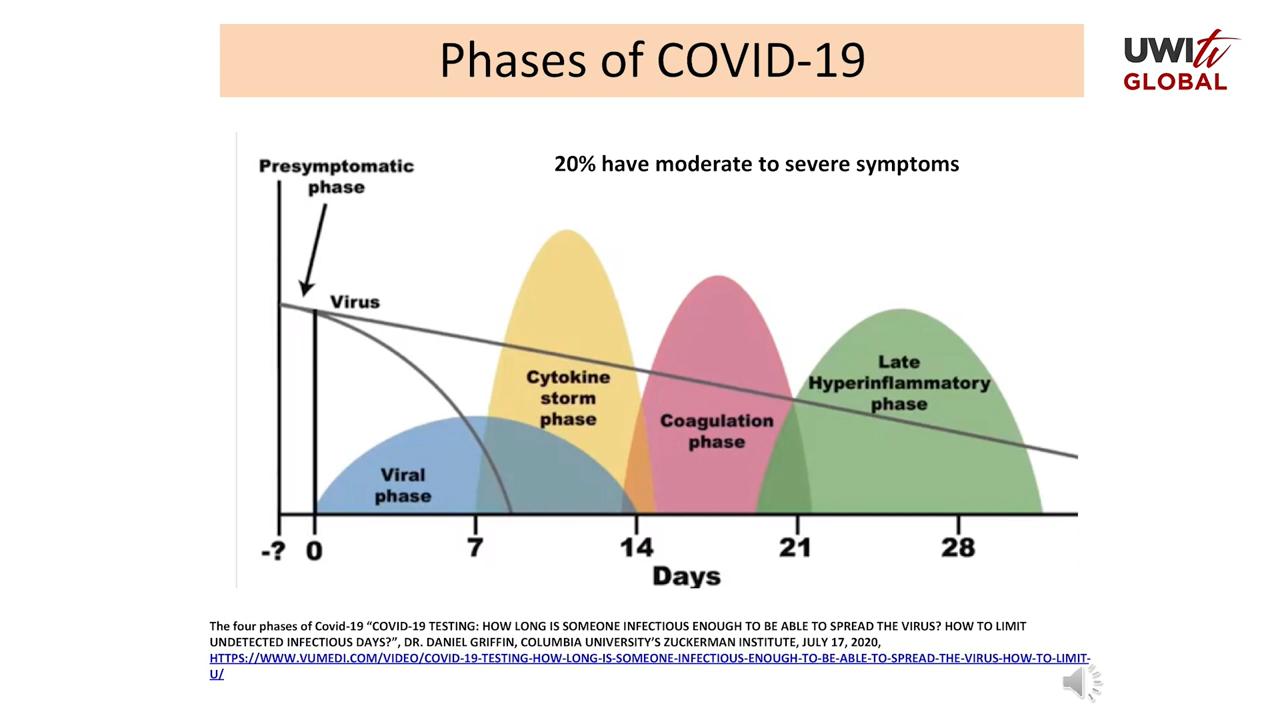 Phases of COVID-19
UWI tv
GLOBAL
Presymptomatic
phase
20% have moderate to severe symptoms
Virus
Cytokine
storm
phase
Late
Hyperinflammatory
phase
Coagulation
phase
Viral
phase
-? 0 7 14 21 28
Days
The four phases of Covid-19 “COVID-19 TESTING: HOW LONG IS SOMEONE INFECTIOUS ENOUGH TO BE ABLE TO SPREAD THE VIRUS? HOW TO LIMIT
UNDETECTED INFECTIOUS DAYS?”, DR. DANIEL GRIFFIN, COLUMBIA UNIVERSITY’S ZUCKERMAN INSTITUTE, JULY 17, 2020,
HTTPS://WWW.VUMEDI.COM/VIDEO/COVID-19-TESTING-HOW-LONG-IS-SOMEONE-INFECTIOUS-ENOUGH-TO-BE-ABLE-TO-SPREAD-THE-VIRUS-HOW-TO-LIMIT-
U/